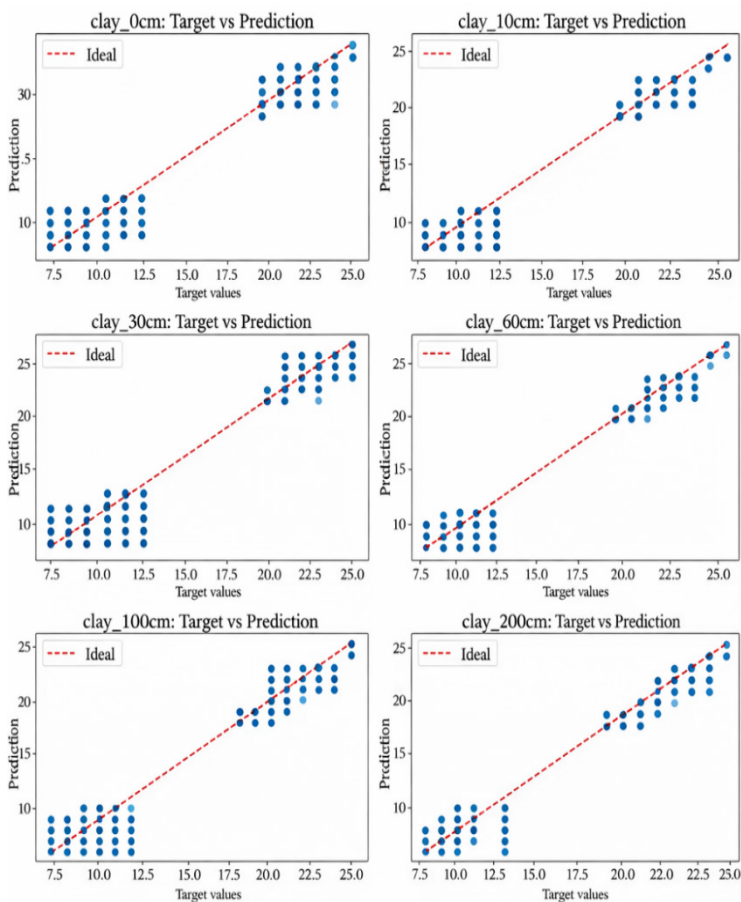 clay_0cm: Target vs Prediction
Ideal
Prediction
30
.5
10
7.5 10.0 12.5 15.0 17.5 20.0 22.5 25.0
Target values
clay_10cm: Target vs Prediction
Ideal
Prediction
25
20
15
10
7.5 10.0 12.5 15.0 17.5 20.0 22.5 25.0
Target values
clay_30cm: Target vs Prediction
Ideal
Prediction
25
20
15
10
7.5 10.0 12.5 15.0 17.5 20.0 22.5 25.0
Target values
clay_60cm: Target vs Prediction
Ideal
Prediction
25
20
15
10
7.5 10.0 12.5 15.0 17.5 20.0 22.5 25.0
Target values
clay_100cm: Target vs Prediction
Ideal
Prediction
25
20
15
10
7.5 10.0 12.5 15.0 17.5 20.0 22.5 25.0
Target values
clay_200cm: Target vs Prediction
Ideal
Prediction
25
20
15
10
7.5 10.0 12.5 15.0 17.5 20.0 22.5 25.0
Target values